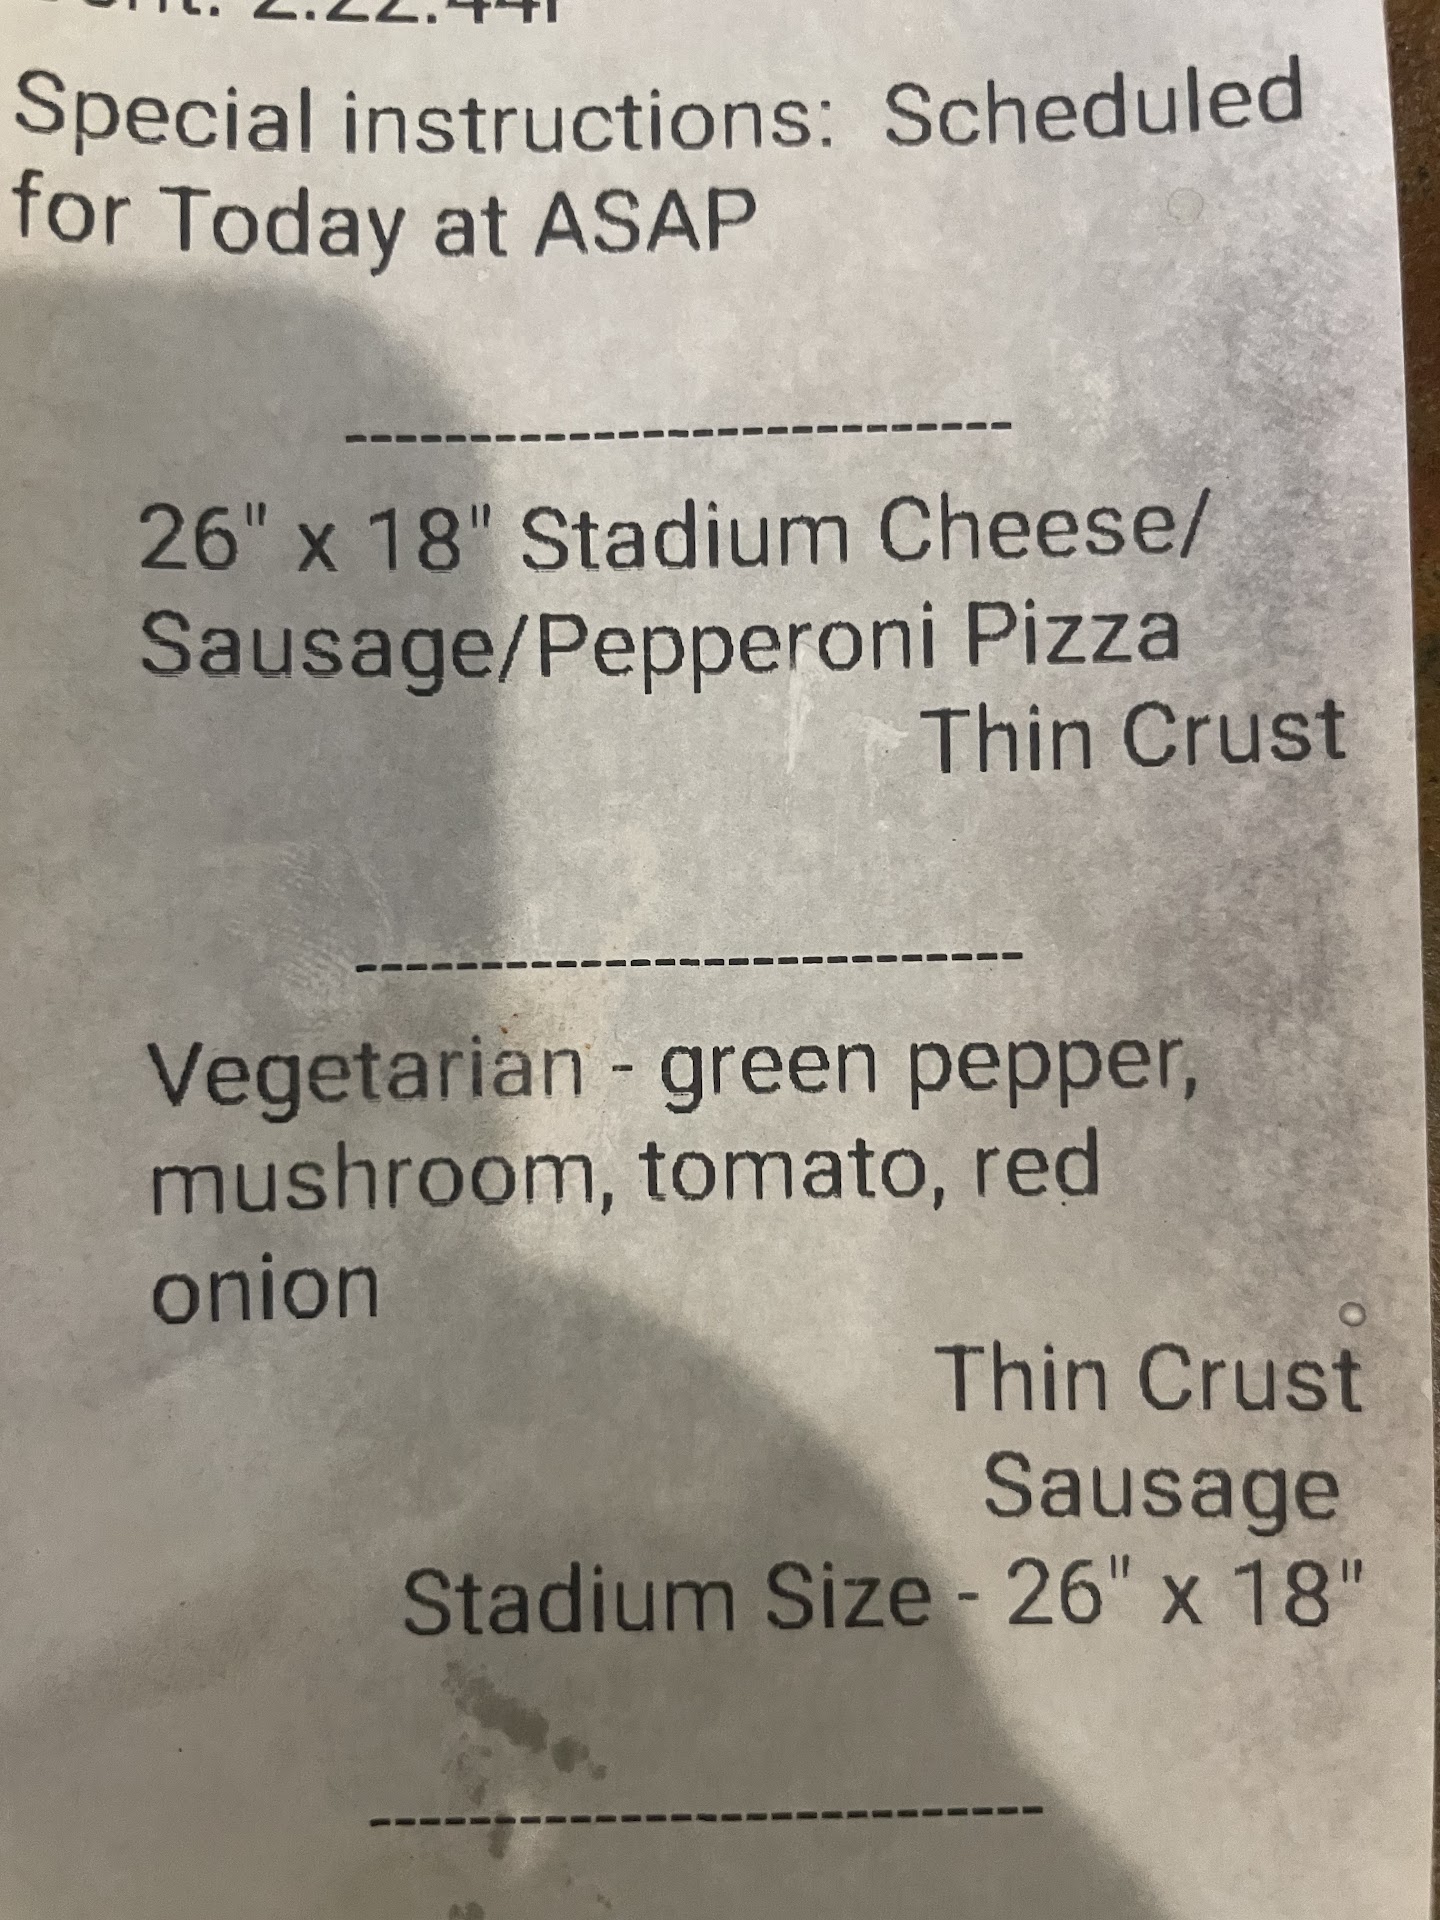 Special instructions: Scheduled
for Today at ASAP
---------------------------
26" x 18" Stadium Cheese/
Sausage/Pepperoni Pizza
Thin Crust
---------------------------
Vegetarian - green pepper,
mushroom, tomato, red
onion
Thin Crust
Sausage
Stadium Size - 26" x 18"
---------------------------